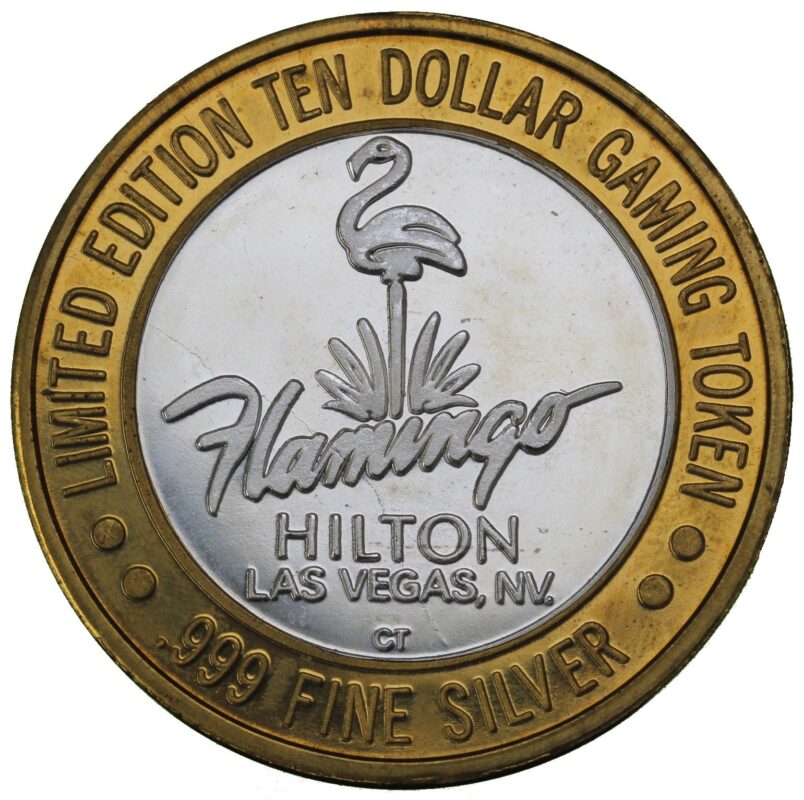 LIMITED EDITION TEN DOLLAR GAMING TOKEN
Flamingo
HILTON
LAS VEGAS, NV.
CT
.999 FINE SILVER